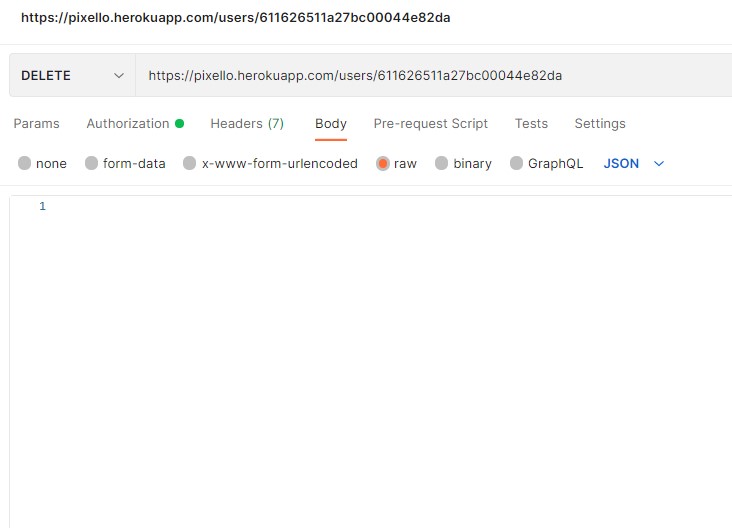 https://pixello.herokuapp.com/users/611626511a27bc00044e82da
DELETE https://pixello.herokuapp.com/users/611626511a27bc00044e82da
Params Authorization Headers (7) Body Pre-request Script Tests Settings
none form-data x-www-form-urlencoded raw binary GraphQL JSON
1